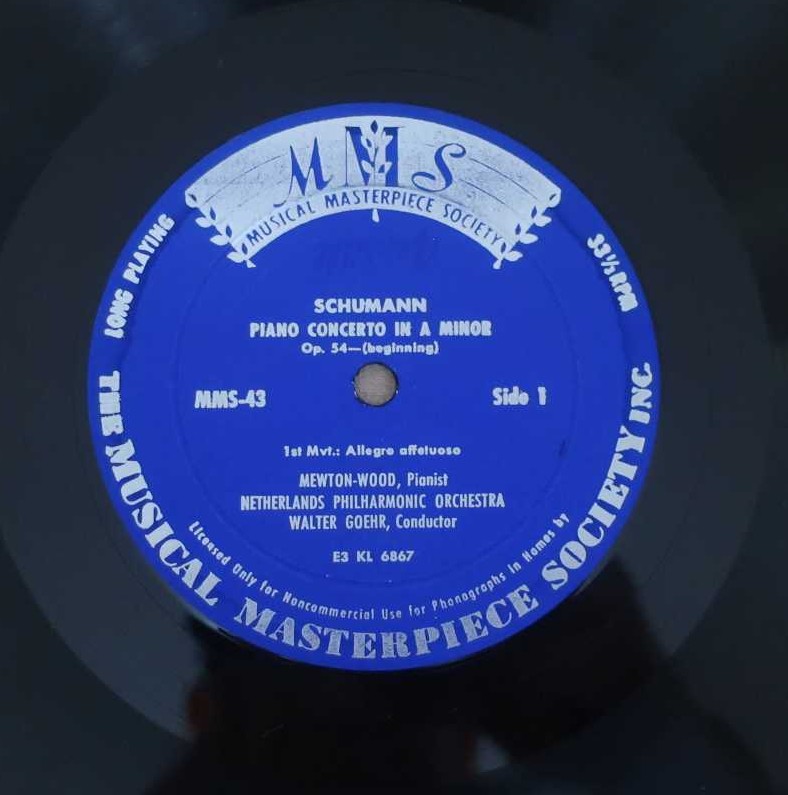 MMS
MUSICAL MASTERPIECE SOCIETY
LONG PLAYING
33⅓ RPM
SCHUMANN
PIANO CONCERTO IN A MINOR
Op. 54—(beginning)
MMS-43
Side 1
1st Mvt.: Allegro affetuoso
MEWTON-WOOD, Pianist
NETHERLANDS PHILHARMONIC ORCHESTRA
WALTER GOEHR, Conductor
E3 KL 6867
Licensed Only for Noncommercial Use for Phonographs in Homes by
THE MUSICAL MASTERPIECE SOCIETY INC